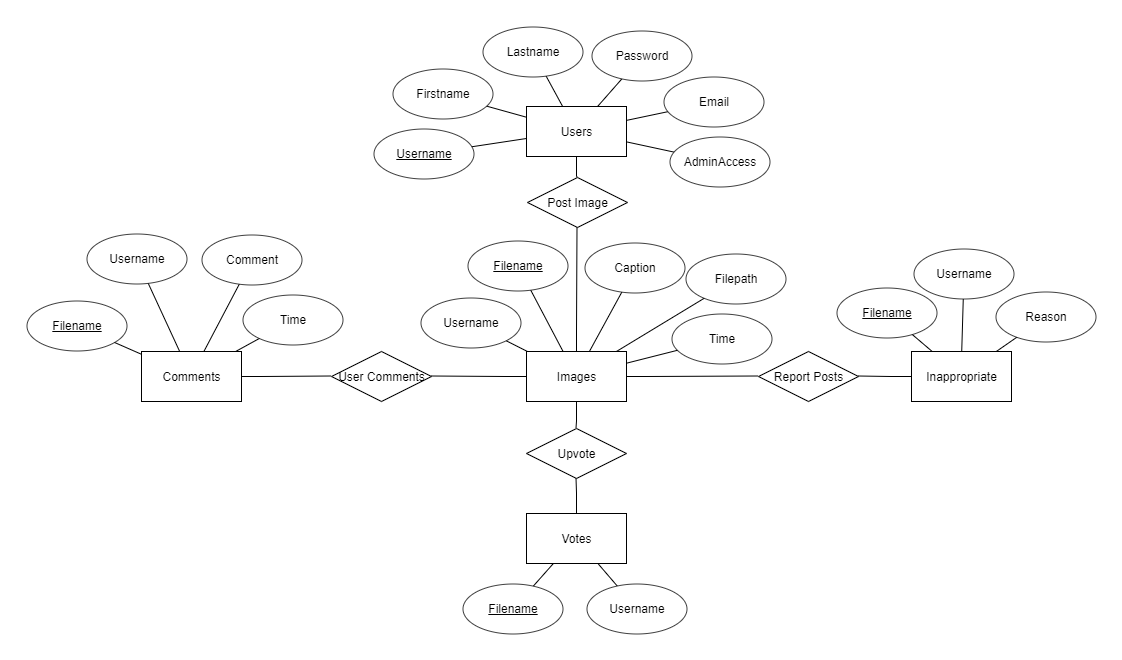 Lastname
Password
Firstname
Email
Users
Username
AdminAccess
Post Image
Username
Comment
Filename
Caption
Filepath
Username
Filename
Time
Username
Time
Filename
Reason
Comments
User Comments
Images
Report Posts
Inappropriate
Upvote
Votes
Filename
Username